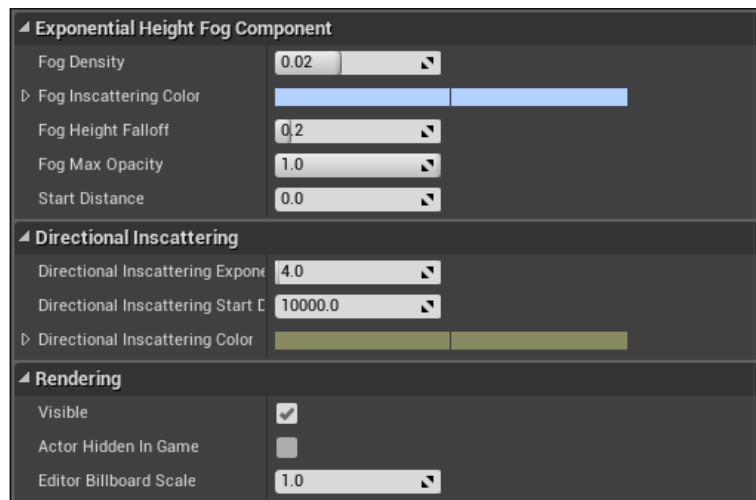 Exponential Height Fog Component
Fog Density 0.02
Fog Inscattering Color
Fog Height Falloff 0.2
Fog Max Opacity 1.0
Start Distance 0.0
Directional Inscattering
Directional Inscattering Expone 4.0
Directional Inscattering Start D 10000.0
Directional Inscattering Color
Rendering
Visible
Actor Hidden In Game
Editor Billboard Scale 1.0